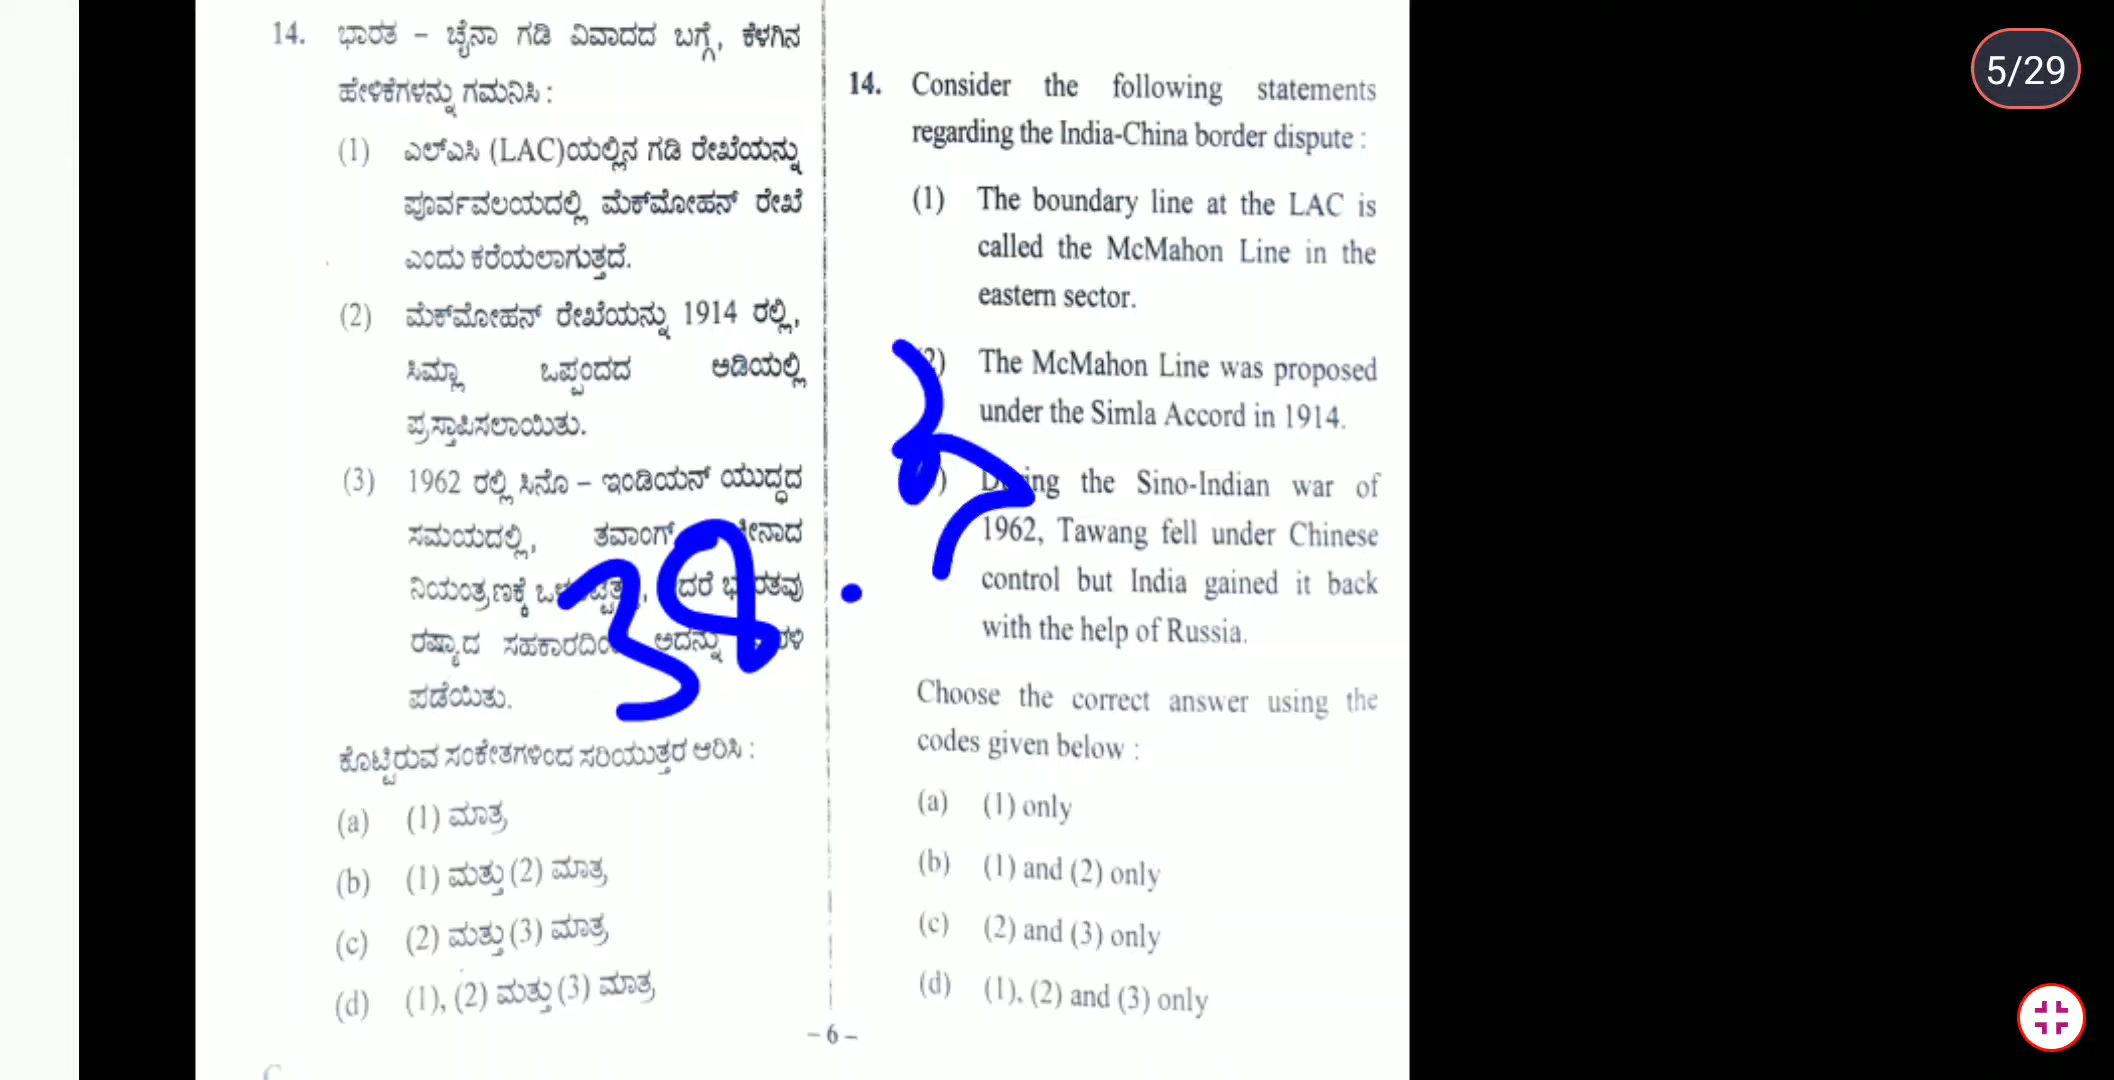 14. ಭಾರತ – ಚೈನಾ ಗಡಿ ವಿವಾದದ ಬಗ್ಗೆ, ಕೆಳಗಿನ
ಹೇಳಿಕೆಗಳನ್ನು ಗಮನಿಸಿ :
(1) ಎಲ್ಎಸಿ (LAC)ಯಲ್ಲಿನ ಗಡಿ ರೇಖೆಯನ್ನು
ಪೂರ್ವವಲಯದಲ್ಲಿ ಮೆಕ್‌ಮೋಹನ್ ರೇಖೆ
ಎಂದು ಕರೆಯಲಾಗುತ್ತದೆ.
(2) ಮೆಕ್‌ಮೋಹನ್ ರೇಖೆಯನ್ನು 1914 ರಲ್ಲಿ,
ಸಿಮ್ಲಾ ಒಪ್ಪಂದದ ಅಡಿಯಲ್ಲಿ
ಪ್ರಸ್ತಾಪಿಸಲಾಯಿತು.
(3) 1962 ರಲ್ಲಿ ಸಿನೊ – ಇಂಡಿಯನ್ ಯುದ್ಧದ
ಸಮಯದಲ್ಲಿ, ತವಾಂಗ್
ನಿಯಂತ್ರಣಕ್ಕೆ
ರಷ್ಯಾದ ಅದನ್ನು
ಪಡೆಯಿತು.
ಕೊಟ್ಟಿರುವ ಸಂಕೇತಗಳಿಂದ ಸರಿಯುತ್ತರ ಆರಿಸಿ :
(a) (1) ಮಾತ್ರ
(b) (1) ಮತ್ತು (2) ಮಾತ್ರ
(c) (2) ಮತ್ತು (3) ಮಾತ್ರ
(d) (1), (2) ಮತ್ತು (3) ಮಾತ್ರ
14. Consider the following statements
regarding the India-China border dispute :
(1) The boundary line at the LAC is
called the McMahon Line in the
eastern sector.
The McMahon Line was proposed
under the Simla Accord in 1914.
the Sino-Indian war of
1962, Tawang fell under Chinese
control but India gained it back
with the help of Russia.
Choose the correct answer using the
codes given below :
(a) (1) only
(b) (1) and (2) only
(c) (2) and (3) only
(d) (1), (2) and (3) only
– 6 –
5/29